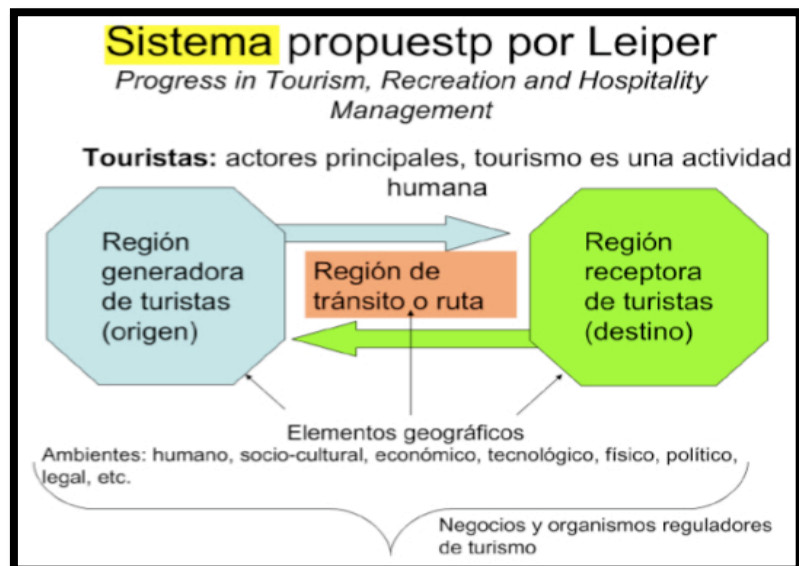 Sistema propuestp por Leiper
Progress in Tourism, Recreation and Hospitality
Management
Touristas: actores principales, tourismo es una actividad
humana
Región
generadora
de turistas
(origen)
Región de
tránsito o ruta
Región
receptora
de turistas
(destino)
Elementos geográficos
Ambientes: humano, socio-cultural, económico, tecnológico, físico, político,
legal, etc.
Negocios y organismos reguladores
de turismo